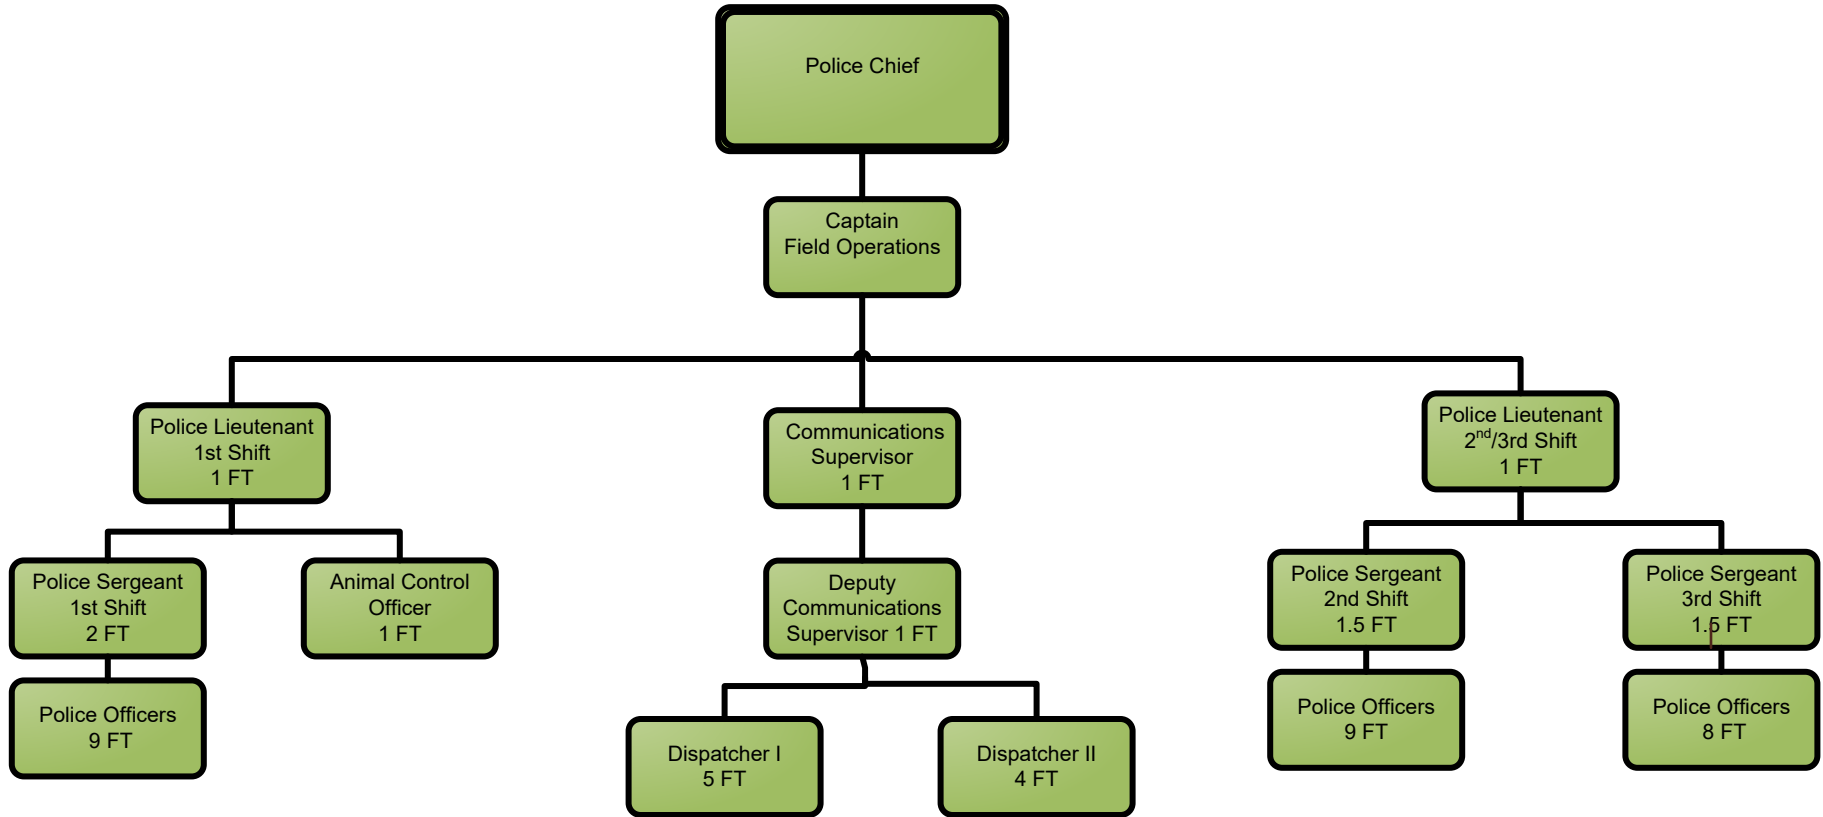 Police Chief
Captain
Field Operations
Police Lieutenant
1st Shift
1 FT
Communications
Supervisor
1 FT
Police Lieutenant
2nd/3rd Shift
1 FT
Police Sergeant
1st Shift
2 FT
Animal Control
Officer
1 FT
Deputy
Communications
Supervisor 1 FT
Police Sergeant
2nd Shift
1.5 FT
Police Sergeant
3rd Shift
1.5 FT
Police Officers
9 FT
Dispatcher I
5 FT
Dispatcher II
4 FT
Police Officers
9 FT
Police Officers
8 FT